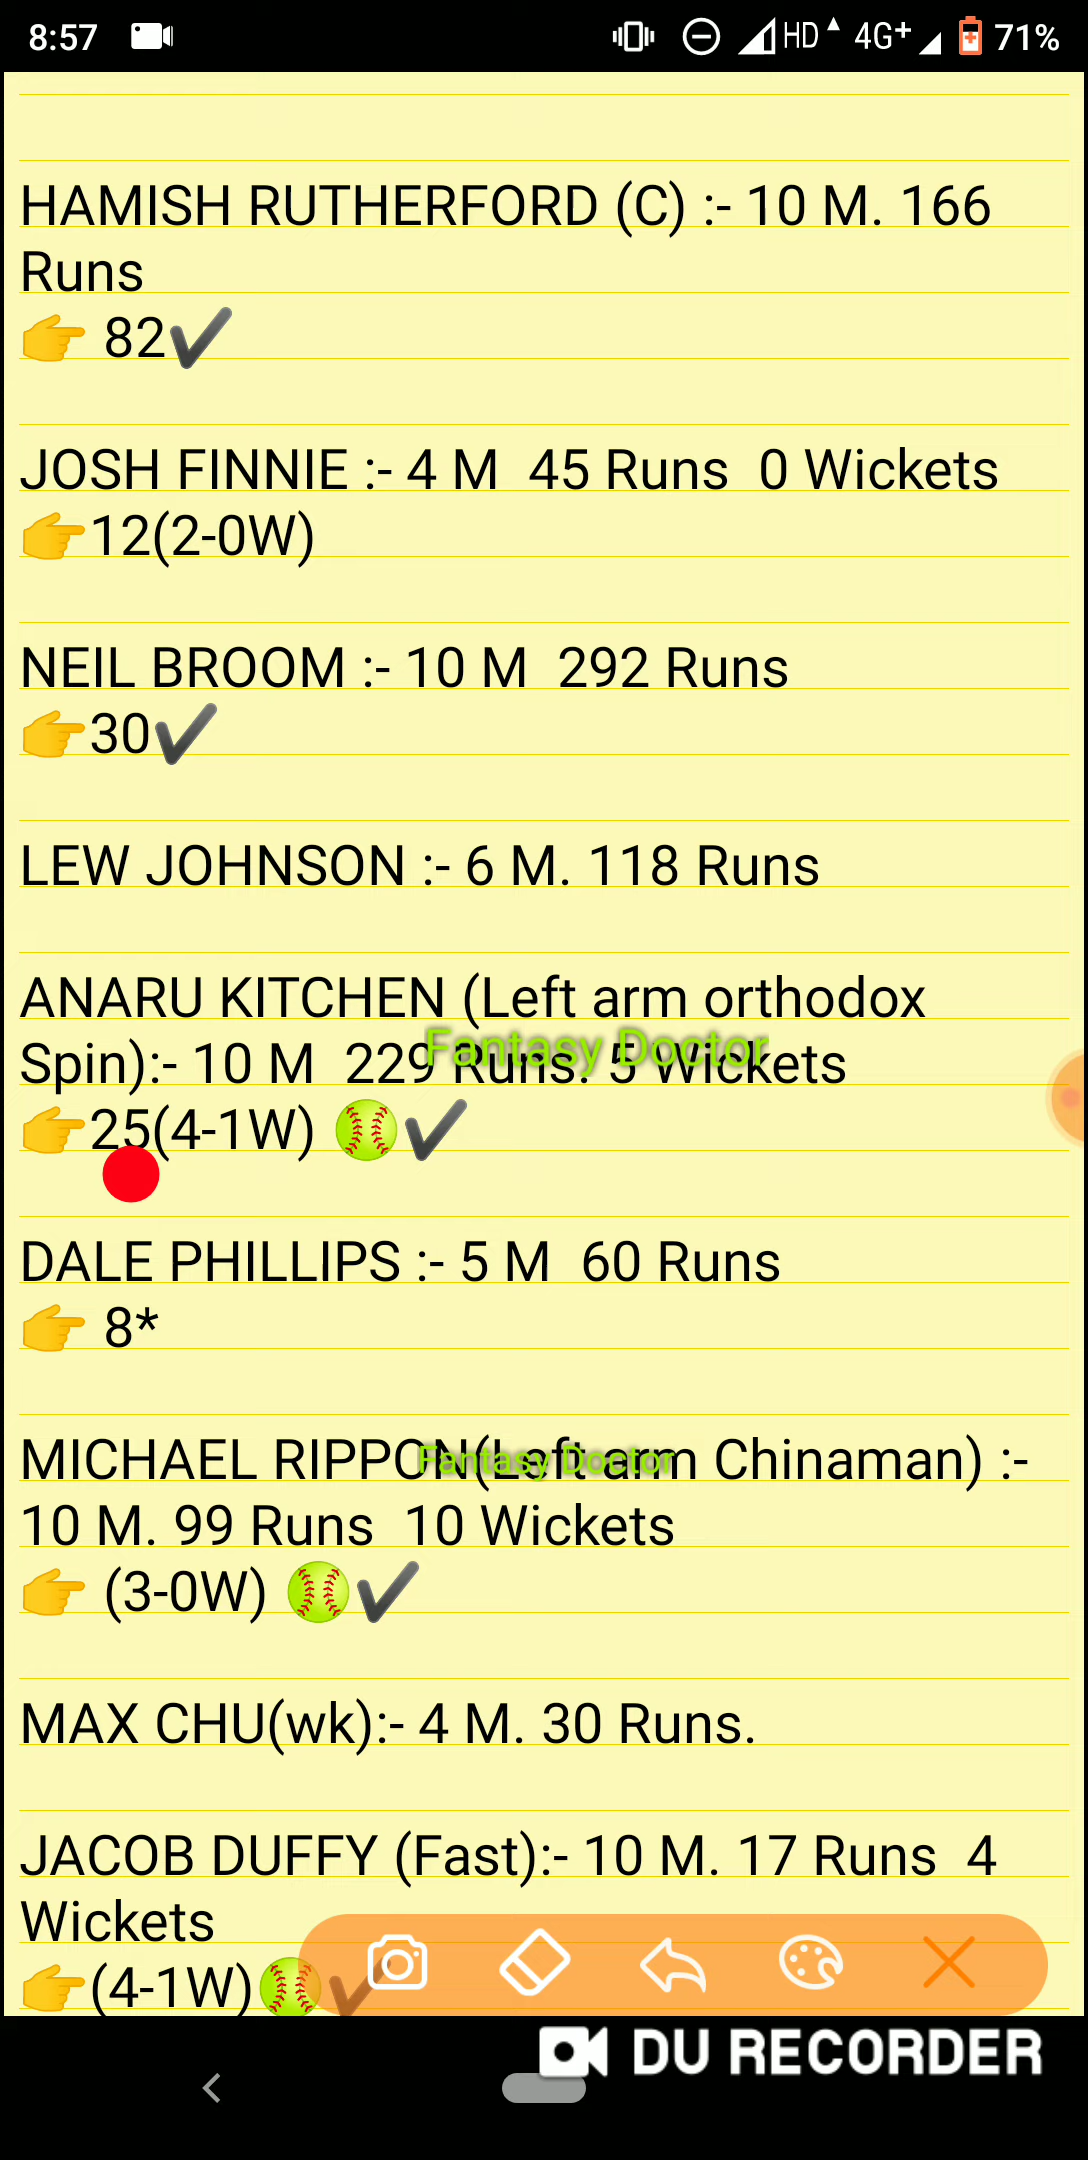 8:57 HD 4G+ 71%
HAMISH RUTHERFORD (C) :- 10 M. 166
Runs
👉 82✔
JOSH FINNIE :- 4 M  45 Runs  0 Wickets
👉12(2-0W)
NEIL BROOM :- 10 M  292 Runs
👉30✔
LEW JOHNSON :- 6 M. 118 Runs
ANARU KITCHEN (Left arm orthodox
Fantasy Doctor
Spin):- 10 M  229 Runs. 5 Wickets
👉25(4-1W) 🥎✔
DALE PHILLIPS :- 5 M  60 Runs
👉 8*
MICHAEL RIPPON(Left arm Chinaman) :-
Fantasy Doctor
10 M. 99 Runs  10 Wickets
👉 (3-0W) 🥎✔
MAX CHU(wk):- 4 M. 30 Runs.
JACOB DUFFY (Fast):- 10 M. 17 Runs  4
Wickets
👉(4-1W)🥎✔
DU RECORDER